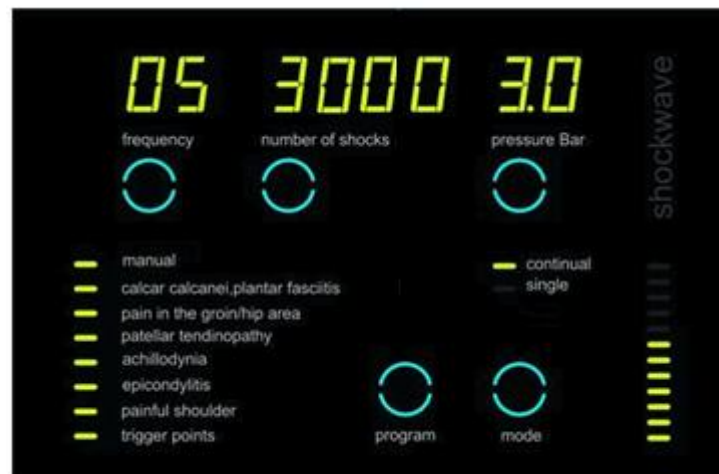 05 3000 3.0
frequency number of shocks pressure Bar
shockwave
manual
calcar calcanei,plantar fasciitis
pain in the groin/hip area
patellar tendinopathy
achillodynia
epicondylitis
painful shoulder
trigger points
continual
single
program mode